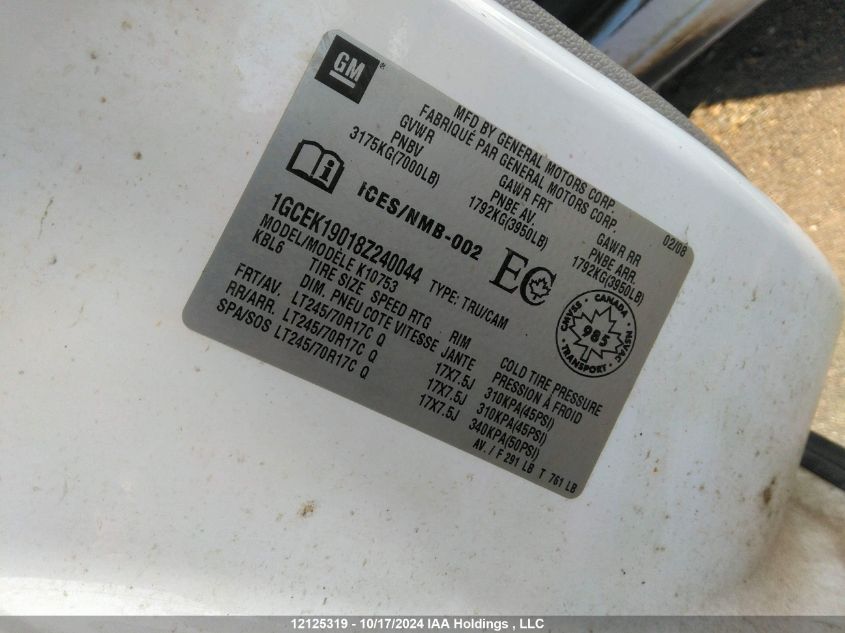 GM
MFD BY GENERAL MOTORS CORP.
FABRIQUÉ PAR GENERAL MOTORS CORP.
GVWR GAWR FRT GAWR RR 02/08
PNBV PNBE AV. PNBE ARR.
3175KG(7000LB) 1792KG(3950LB) 1792KG(3950LB)
ICES/NMB-002
EC
CANADA
CMVSS • NSVAC
985
TRANSPORT
1GCEK19018Z240044 TYPE: TRU/CAM
MODEL/MODELE K10753
KBL6
TIRE SIZE SPEED RTG RIM COLD TIRE PRESSURE
DIM. PNEU COTE VITESSE JANTE PRESSION À FROID
FRT/AV. LT245/70R17C Q 17X7.5J 310KPA(45PSI)
RR/ARR. LT245/70R17C Q 17X7.5J 310KPA(45PSI)
SPA/SOS LT245/70R17C Q 17X7.5J 340KPA(50PSI)
AV. / F 291 LB T 761 LB
12125319 - 10/17/2024 IAA Holdings , LLC